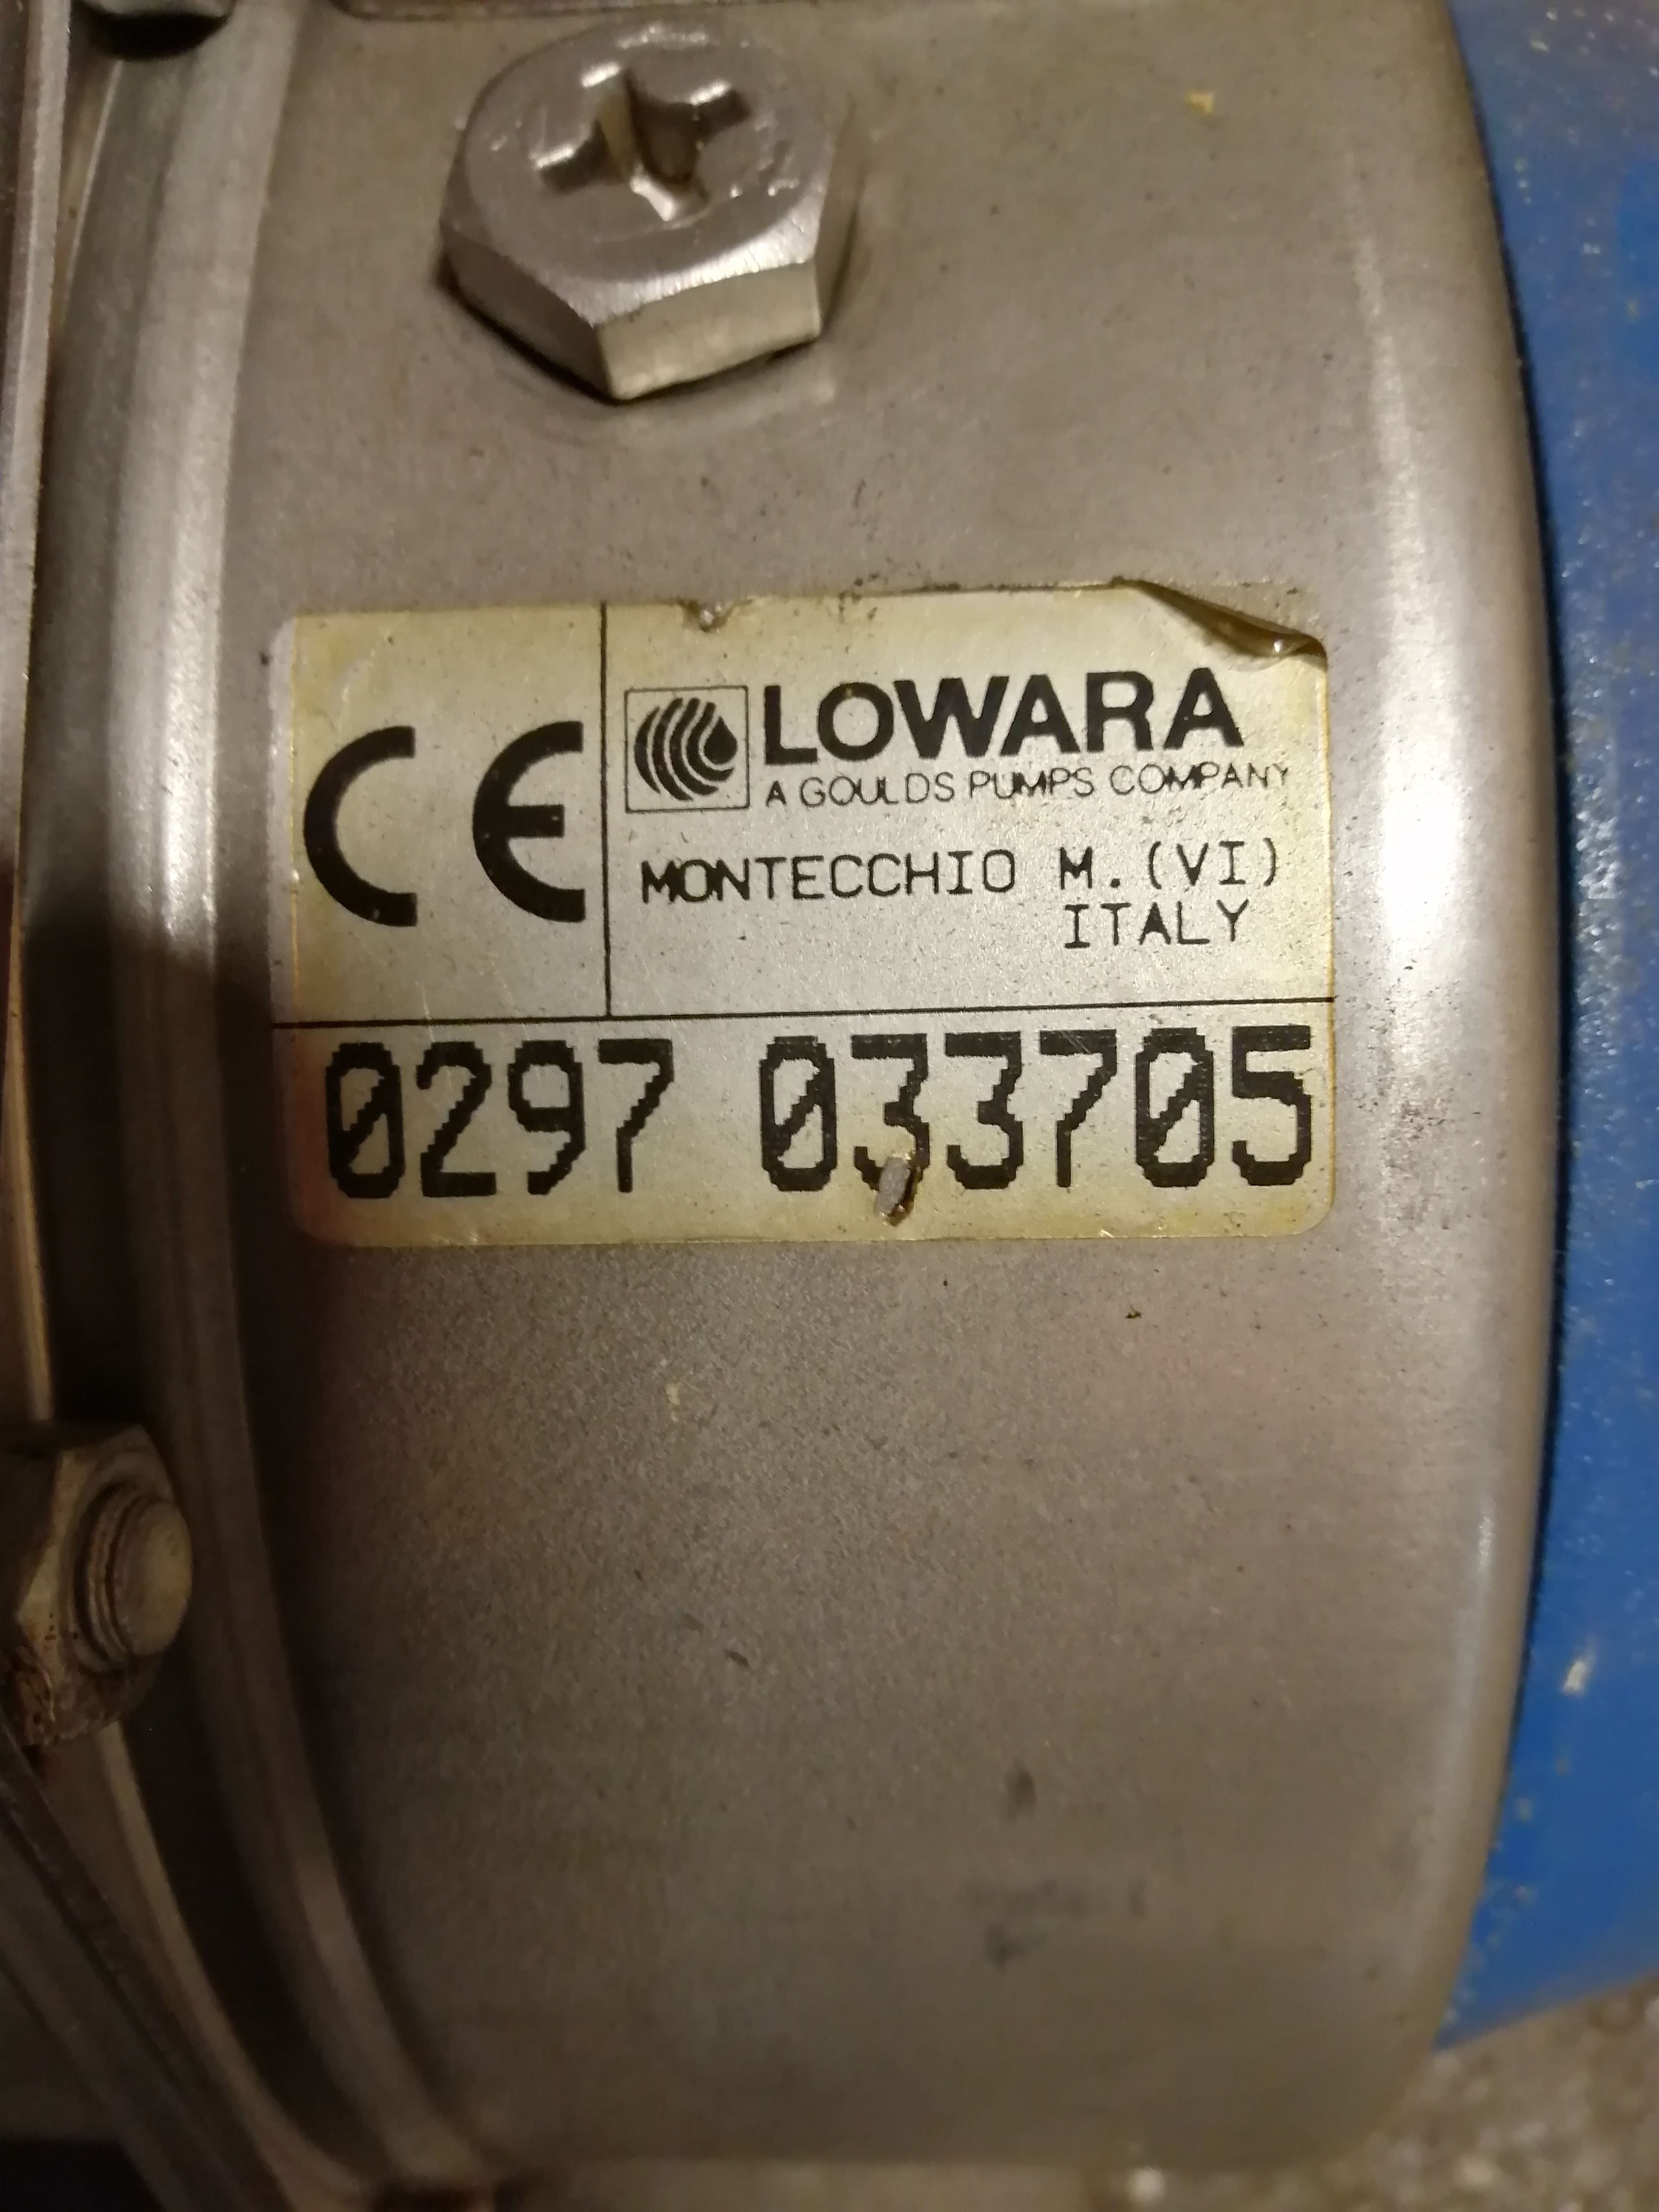 CE
LOWARA
A GOULDS PUMPS COMPANY
MONTECCHIO M. (VI)
ITALY
0297 033705